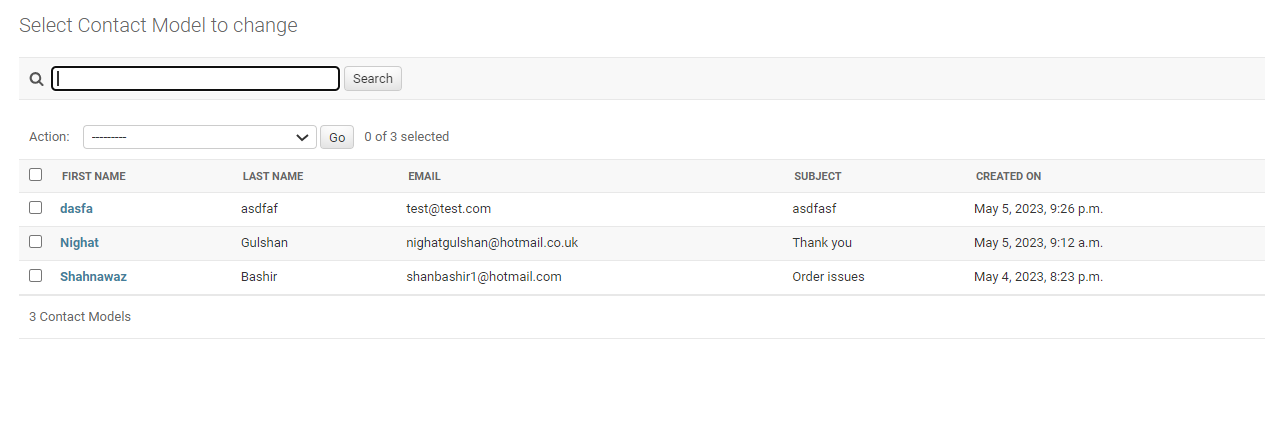 Select Contact Model to change
Search
Action: --------- Go 0 of 3 selected
FIRST NAME LAST NAME EMAIL SUBJECT CREATED ON
dasfa asdfaf test@test.com asdfasf May 5, 2023, 9:26 p.m.
Nighat Gulshan nighatgulshan@hotmail.co.uk Thank you May 5, 2023, 9:12 a.m.
Shahnawaz Bashir shanbashir1@hotmail.com Order issues May 4, 2023, 8:23 p.m.
3 Contact Models